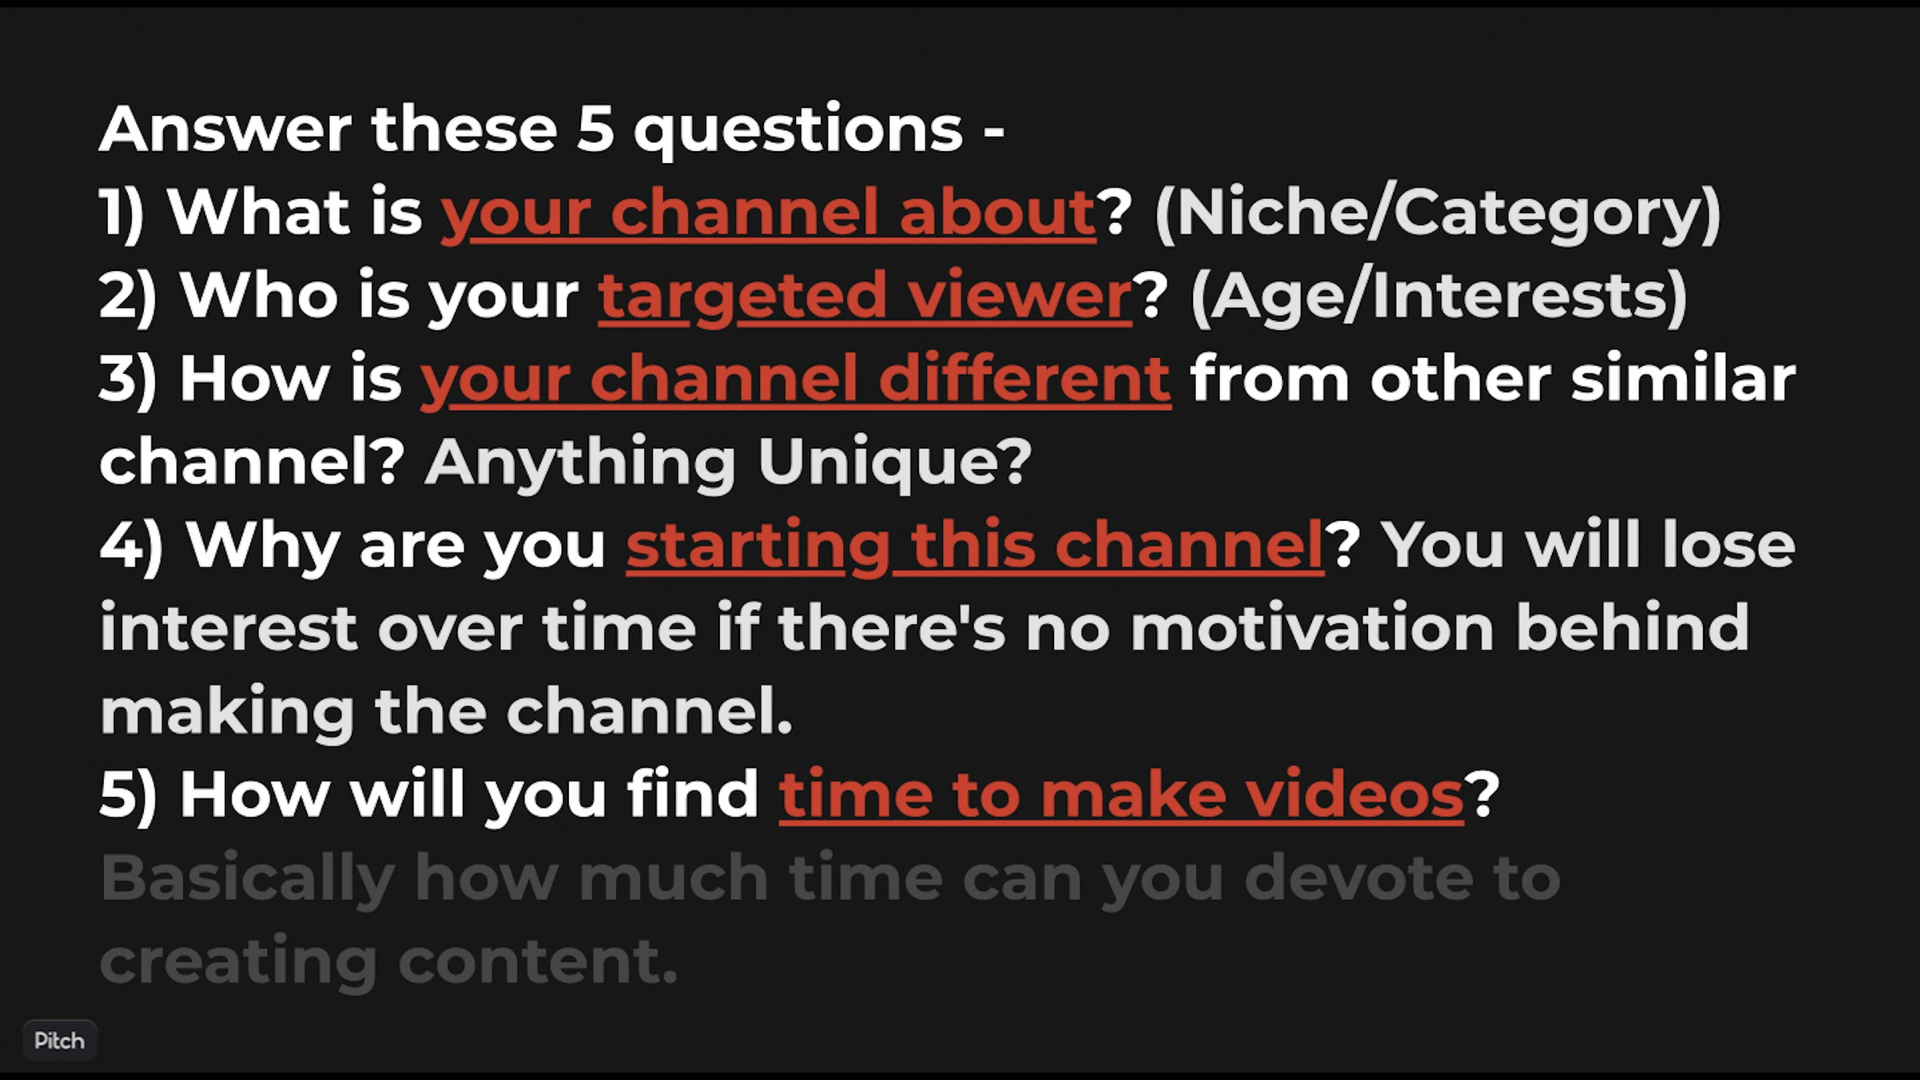 Answer these 5 questions -
1) What is your channel about? (Niche/Category)
2) Who is your targeted viewer? (Age/Interests)
3) How is your channel different from other similar
channel? Anything Unique?
4) Why are you starting this channel? You will lose
interest over time if there's no motivation behind
making the channel.
5) How will you find time to make videos?
Basically how much time can you devote to
creating content.
Pitch